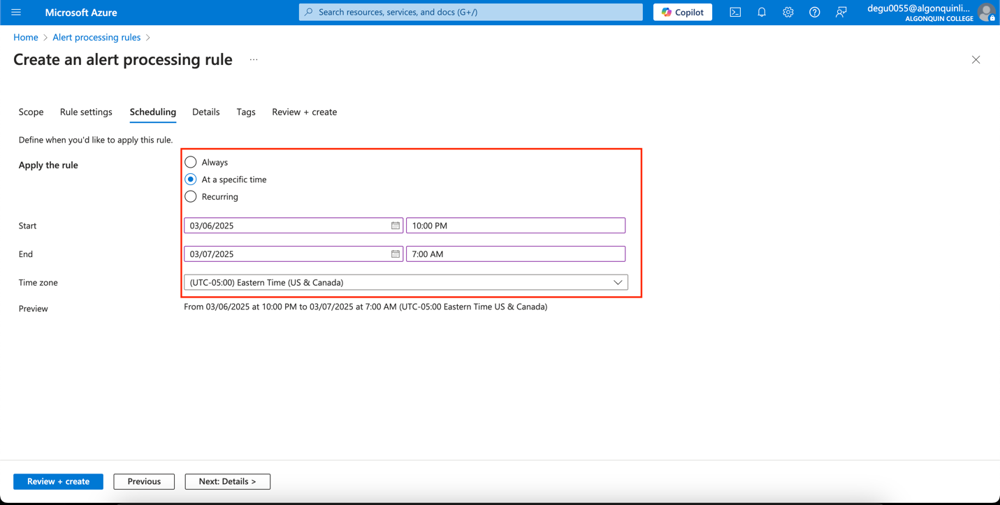 Microsoft Azure
Search resources, services, and docs (G+/)
Copilot
degu0055@algonquinli...
ALGONQUIN COLLEGE
Home > Alert processing rules >
Create an alert processing rule ...
Scope Rule settings Scheduling Details Tags Review + create
Define when you'd like to apply this rule.
Apply the rule
Always
At a specific time
Recurring
Start 03/06/2025 10:00 PM
End 03/07/2025 7:00 AM
Time zone (UTC-05:00) Eastern Time (US & Canada)
Preview From 03/06/2025 at 10:00 PM to 03/07/2025 at 7:00 AM (UTC-05:00 Eastern Time US & Canada)
Review + create Previous Next: Details >